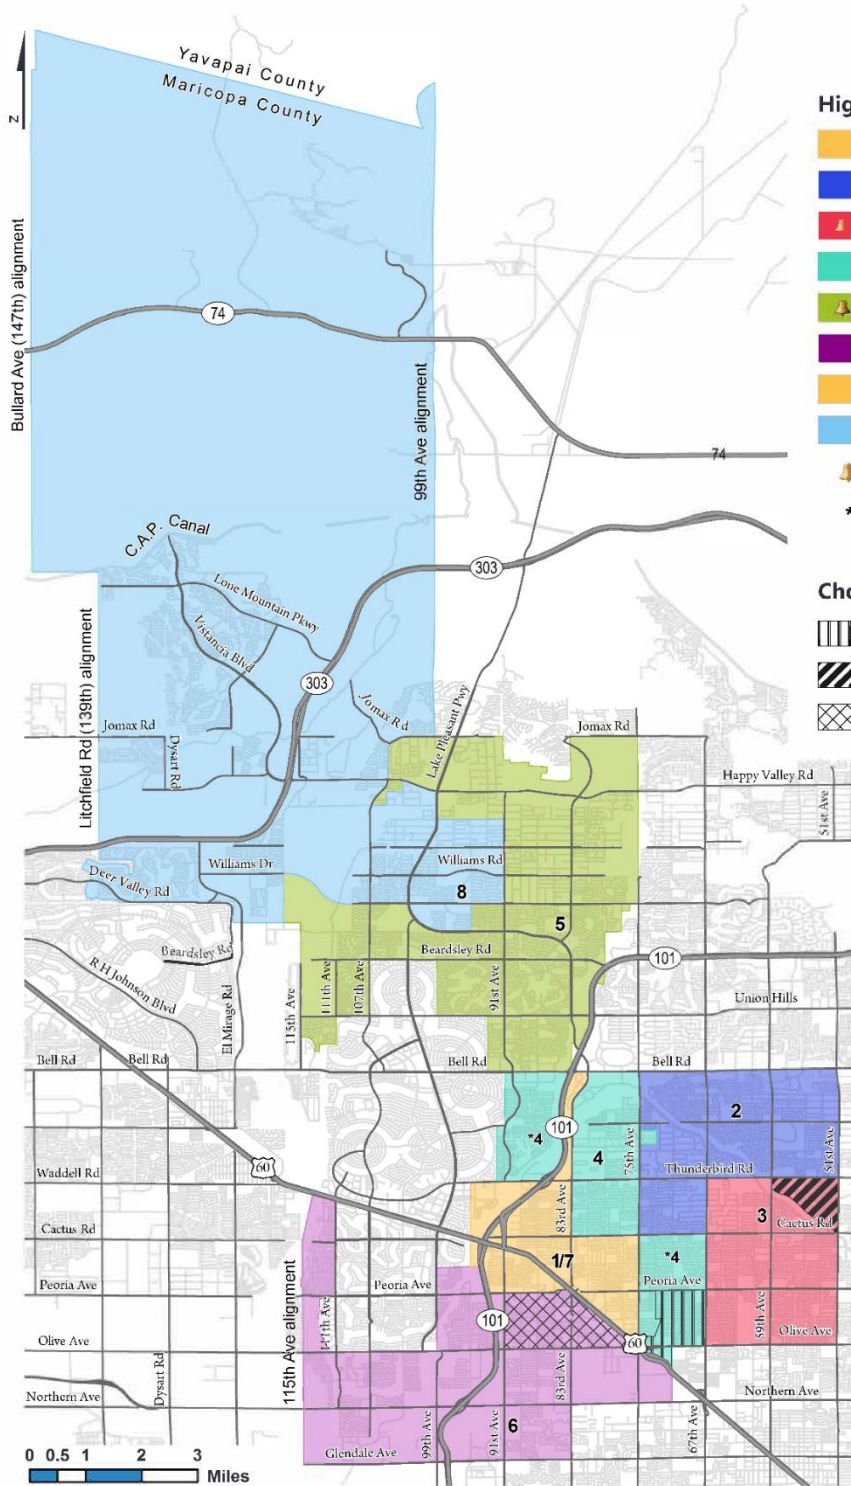 Yavapai County
Maricopa County
Z
Hig
Bullard Ave (147th) alignment
74
99th Ave alignment
74
*
C.A.P. Canal
303
Cho
Lone Mountain Pkwy
Vistancia Blvd
303
Litchfield Rd (139th) alignment
Jomax Rd
Jomax Rd
Lake Pleasant Pwy
Jomax Rd
Dysart Rd
Happy Valley Rd
51st Ave
Williams Dr
Williams Rd
Deer Valley Rd
8
5
Beardsley Rd
Beardsley Rd
101
R H Johnson Blvd
El Mirage Rd
115th Ave
111th Ave
107th Ave
91st Ave
Union Hills
Bell Rd
Bell Rd
Bell Rd
Bell Rd
2
*4
101
4
75th Ave
Thunderbird Rd
51st Ave
60
Waddell Rd
83rd Ave
3
Cactus Rd
Cactus Rd
1/7
*4
Peoria Ave
Peoria Ave
Peoria Ave
115th Ave alignment
111th Ave
101
59th Ave
Olive Ave
60
Olive Ave
Dysart Rd
83rd Ave
Northern Ave
Northern Ave
99th Ave
91st Ave
6
67th Ave
Glendale Ave
0 0.5 1 2 3
Miles